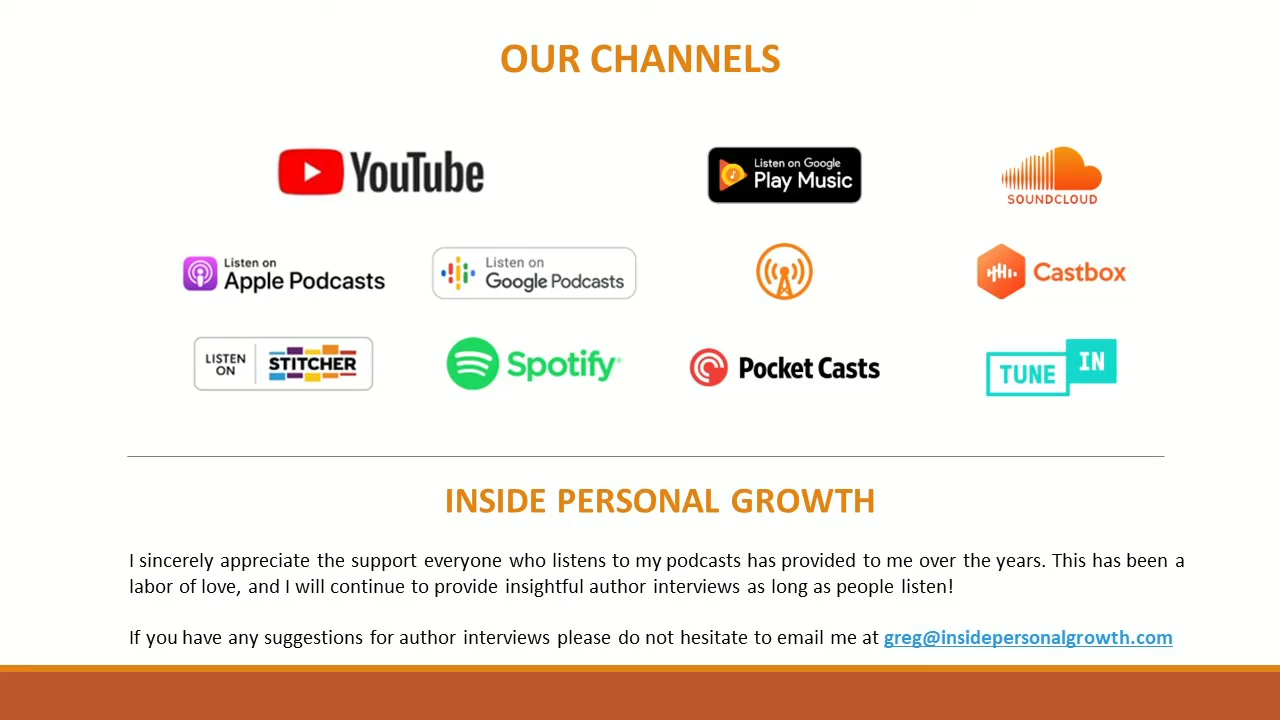 OUR CHANNELS
YouTube
Listen on Google
Play Music
SOUNDCLOUD
Listen on
Apple Podcasts
Listen on
Google Podcasts
Castbox
LISTEN
ON
STITCHER
Spotify®
Pocket Casts
TUNE IN
INSIDE PERSONAL GROWTH
I sincerely appreciate the support everyone who listens to my podcasts has provided to me over the years. This has been a
labor of love, and I will continue to provide insightful author interviews as long as people listen!
If you have any suggestions for author interviews please do not hesitate to email me at greg@insidepersonalgrowth.com